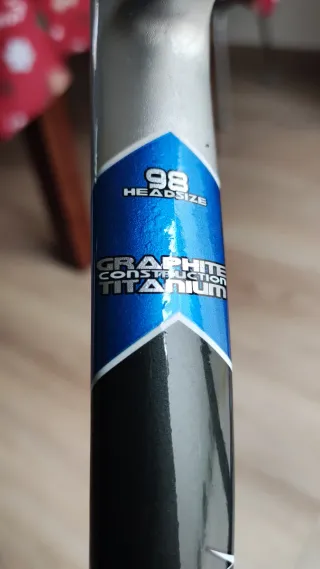 98
HEADSIZE
GRAPHITE
CONSTRUCTION
TITANIUM